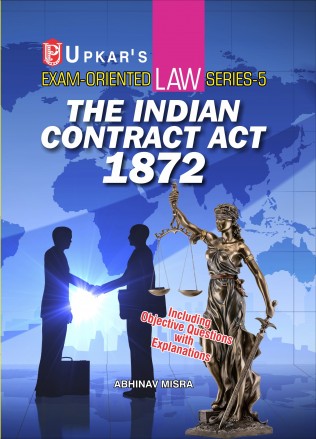 UPKAR'S
EXAM-ORIENTED LAW SERIES-5
THE INDIAN
CONTRACT ACT
1872
Including
Objective Questions
with
Explanations
ABHINAV MISRA